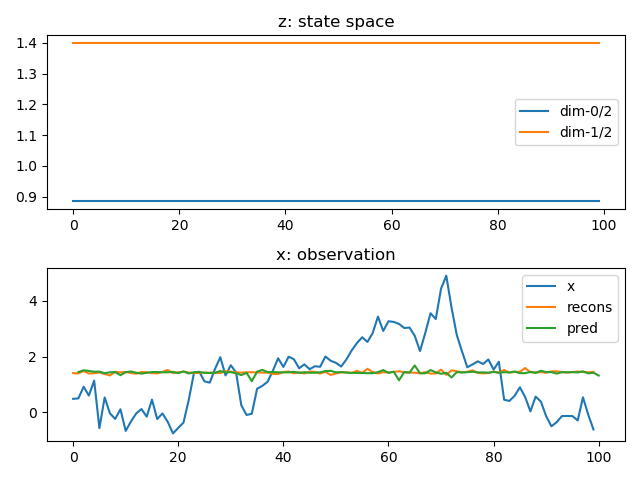 z: state space
1.4
1.3
1.2
1.1
1.0
0.9
dim-0/2
dim-1/2
0 20 40 60 80 100
x: observation
4
2
0
x
recons
pred
0 20 40 60 80 100